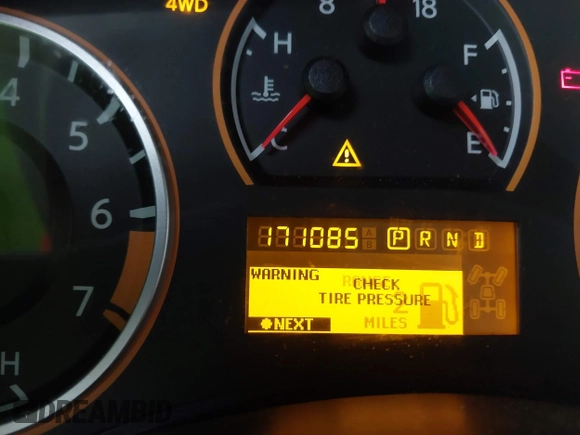 4WD
8 18
H F
4
5
C E
6
171085 A B P R N D
WARNING
CHECK
TIRE PRESSURE
7
NEXT MILES
H
DREAMBID